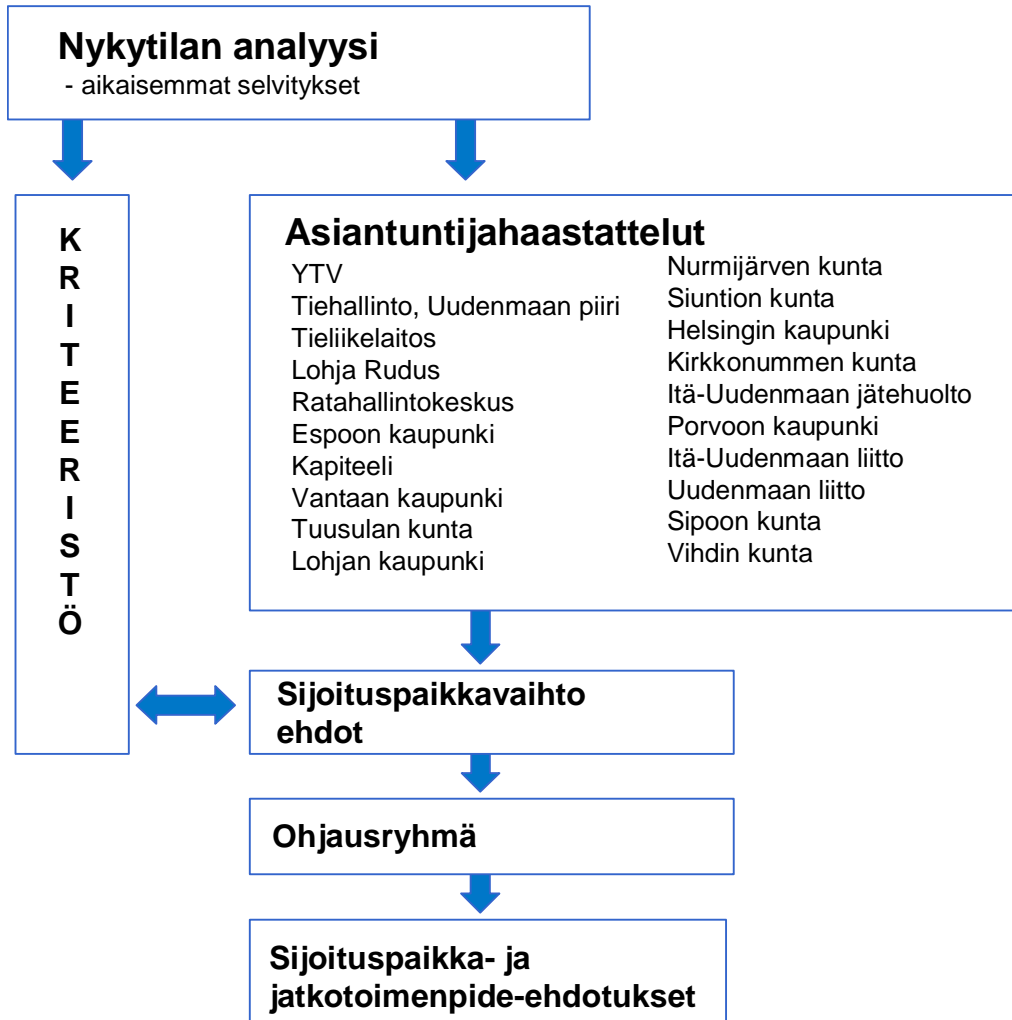 Nykytilan analyysi
- aikaisemmat selvitykset
K
R
I
T
E
E
R
I
S
T
Ö
Asiantuntijahaastattelut
YTV
Tiehallinto, Uudenmaan piiri
Tieliikelaitos
Lohja Rudus
Ratahallintokeskus
Espoon kaupunki
Kapiteeli
Vantaan kaupunki
Tuusulan kunta
Lohjan kaupunki
Nurmijärven kunta
Siuntion kunta
Helsingin kaupunki
Kirkkonummen kunta
Itä-Uudenmaan jätehuolto
Porvoon kaupunki
Itä-Uudenmaan liitto
Uudenmaan liitto
Sipoon kunta
Vihdin kunta
Sijoituspaikkavaihto
ehdot
Ohjausryhmä
Sijoituspaikka- ja
jatkotoimenpide-ehdotukset